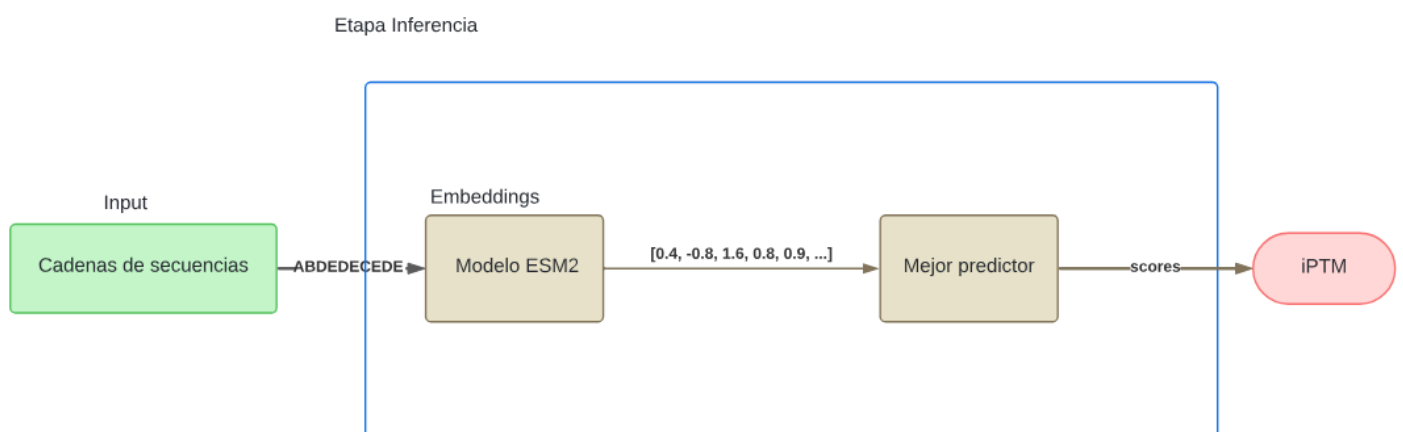 Etapa Inferencia
Input
Embeddings
Cadenas de secuencias
ABDEDECEDE
Modelo ESM2
[0.4, -0.8, 1.6, 0.8, 0.9, ...]
Mejor predictor
scores
iPTM